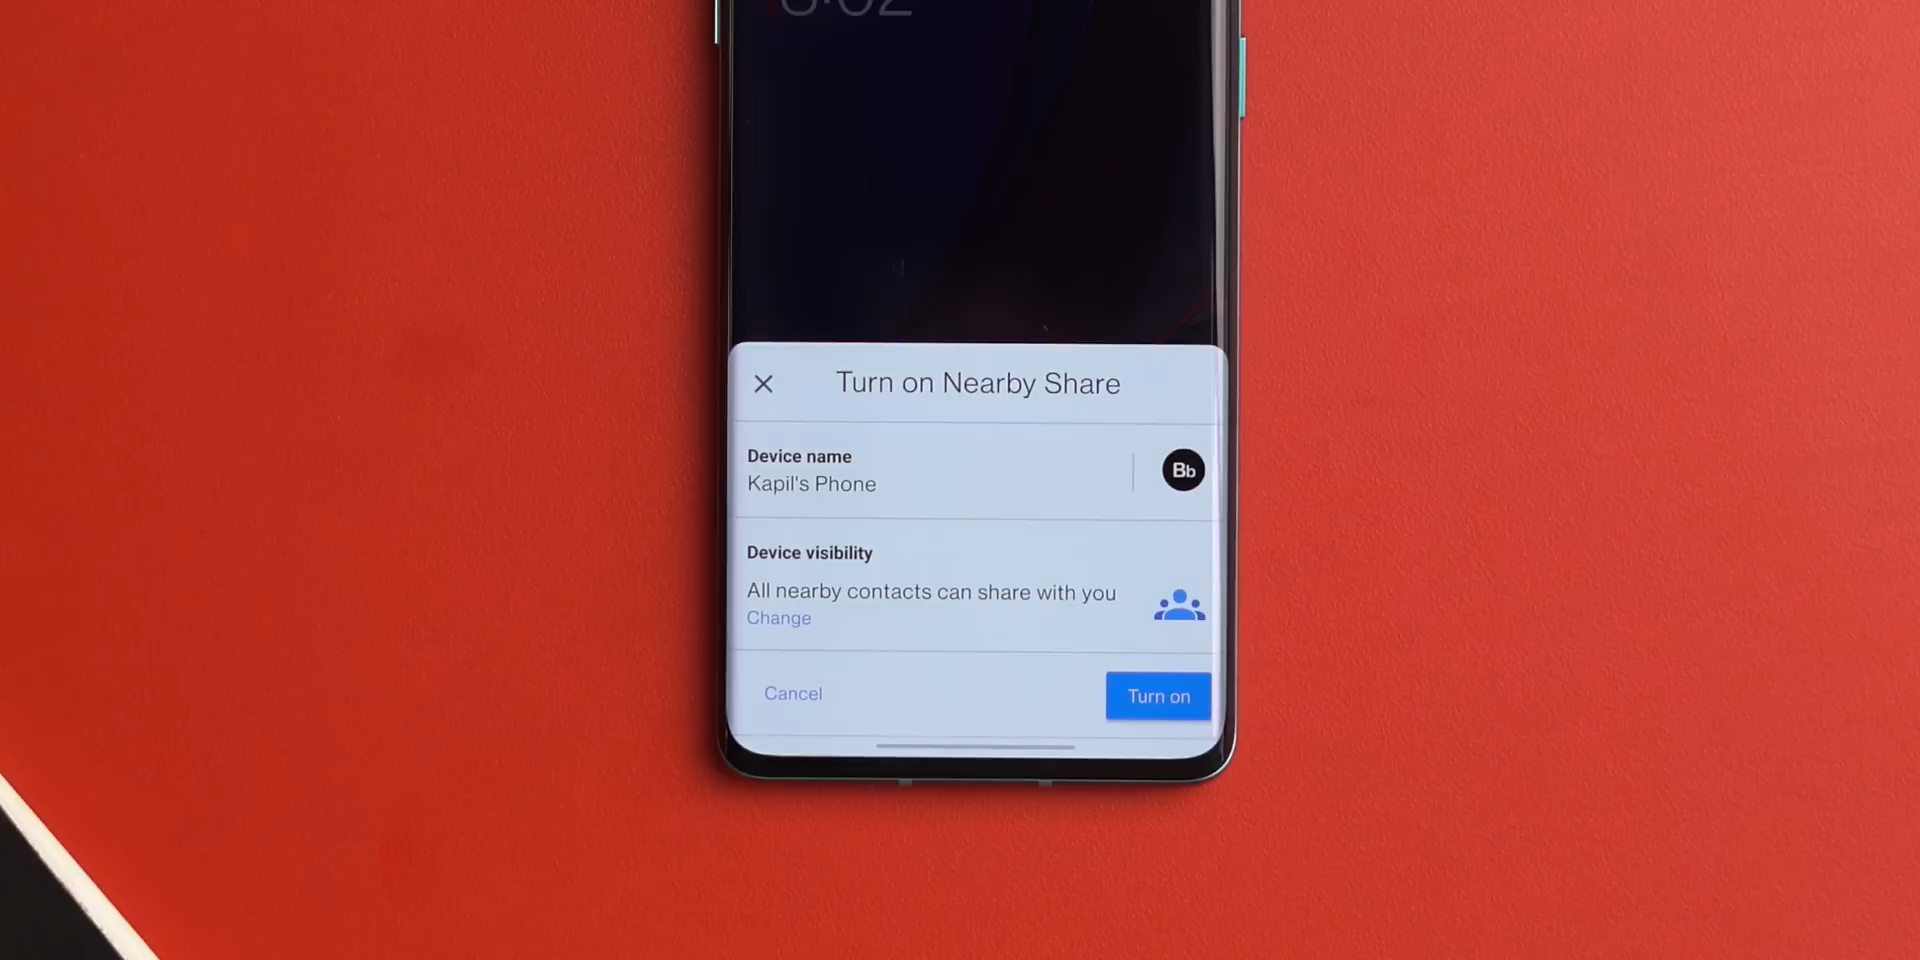 Turn on Nearby Share
Device name
Kapil's Phone
Bb
Device visibility
All nearby contacts can share with you
Change
Cancel
Turn on